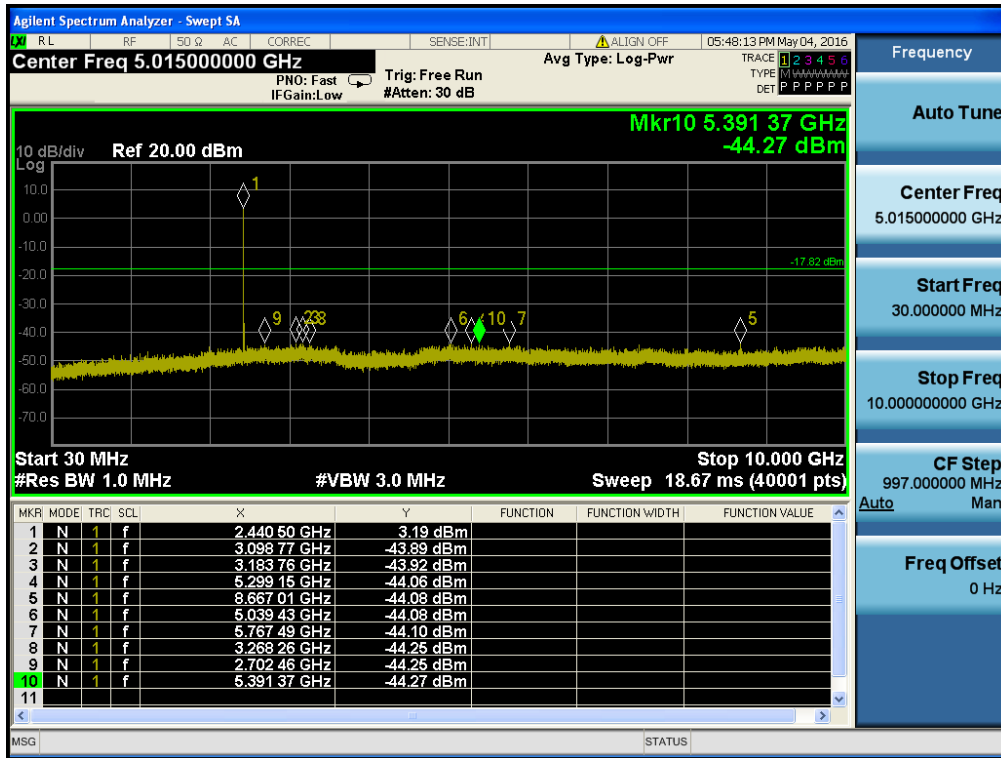 Agilent Spectrum Analyzer - Swept SA
LXI RL RF 50 Ω AC CORREC SENSE:INT ALIGN OFF 05:48:13 PM May 04, 2016
Center Freq 5.015000000 GHz
PNO: Fast
IFGain:Low
Trig: Free Run
#Atten: 30 dB
Avg Type: Log-Pwr
TRACE 1 2 3 4 5 6
TYPE M
DET P P P P P P
Mkr10 5.391 37 GHz
-44.27 dBm
10 dB/div Ref 20.00 dBm
Log
10.0
0.00
-10.0
-20.0
-30.0
-40.0
-50.0
-60.0
-70.0
-17.82 dBm
1
9
2
3
8
6
10
7
5
Start 30 MHz Stop 10.000 GHz
#Res BW 1.0 MHz #VBW 3.0 MHz Sweep 18.67 ms (40001 pts)
MKR MODE TRC SCL X Y FUNCTION FUNCTION WIDTH FUNCTION VALUE
1 N 1 f 2.440 50 GHz 3.19 dBm
2 N 1 f 3.098 77 GHz -43.89 dBm
3 N 1 f 3.183 76 GHz -43.92 dBm
4 N 1 f 5.299 15 GHz -44.06 dBm
5 N 1 f 8.667 01 GHz -44.08 dBm
6 N 1 f 5.039 43 GHz -44.08 dBm
7 N 1 f 5.767 49 GHz -44.10 dBm
8 N 1 f 3.268 26 GHz -44.25 dBm
9 N 1 f 2.702 46 GHz -44.25 dBm
10 N 1 f 5.391 37 GHz -44.27 dBm
11
MSG STATUS
Frequency
Auto Tune
Center Freq
5.015000000 GHz
Start Freq
30.000000 MHz
Stop Freq
10.000000000 GHz
CF Step
997.000000 MHz
Auto Man
Freq Offset
0 Hz